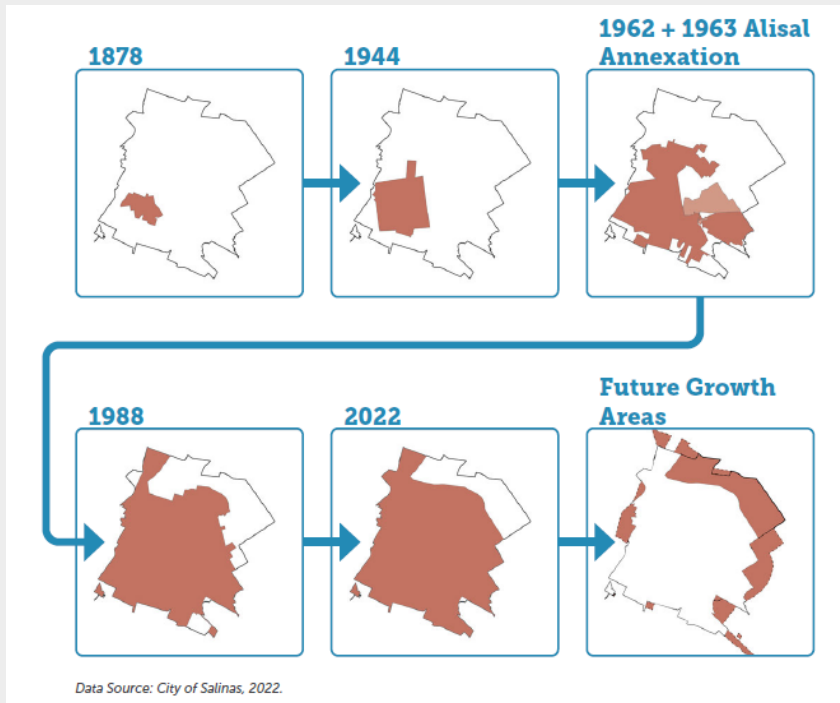 1878
1944
1962 + 1963 Alisal
Annexation
1988
2022
Future Growth
Areas
Data Source: City of Salinas, 2022.